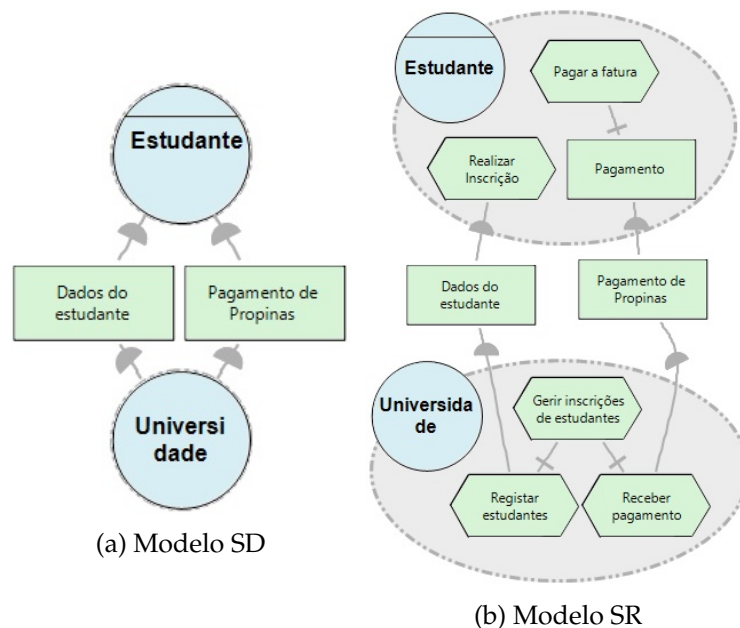 Estudante
Dados do
estudante
Pagamento de
Propinas
Universi
dade
(a) Modelo SD
Estudante
Pagar a fatura
Realizar
Inscrição
Pagamento
Dados do
estudante
Pagamento de
Propinas
Universida
de
Gerir inscrições
de estudantes
Registar
estudantes
Receber
pagamento
(b) Modelo SR